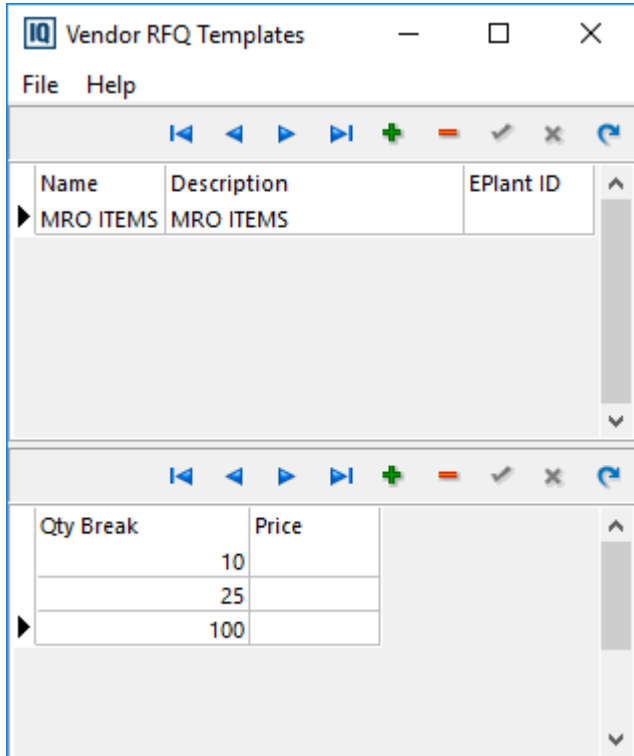 IQ Vendor RFQ Templates
File Help
Name Description EPlant ID
MRO ITEMS MRO ITEMS
Qty Break Price
10
25
100